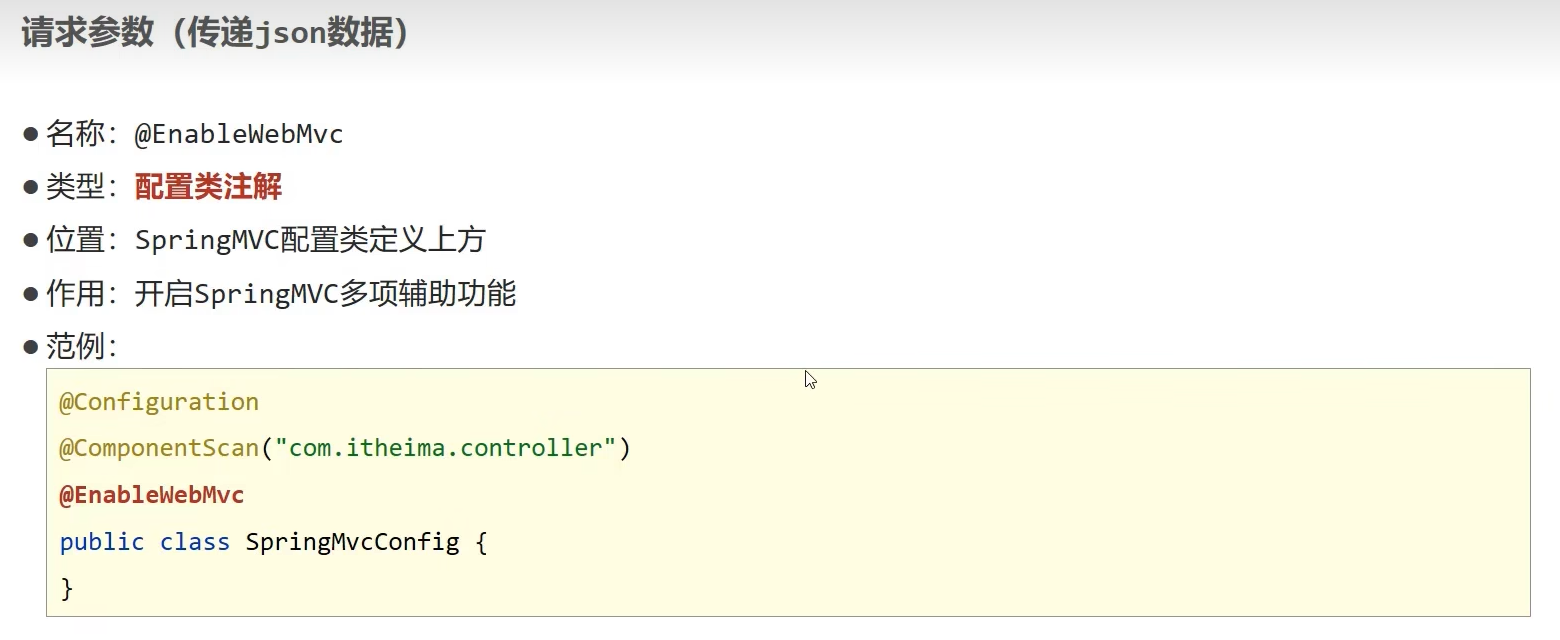 请求参数（传递json数据）
● 名称：@EnableWebMvc
● 类型：配置类注解
● 位置：SpringMVC配置类定义上方
● 作用：开启SpringMVC多项辅助功能
● 范例：
@Configuration
@ComponentScan("com.itheima.controller")
@EnableWebMvc
public class SpringMvcConfig {
}